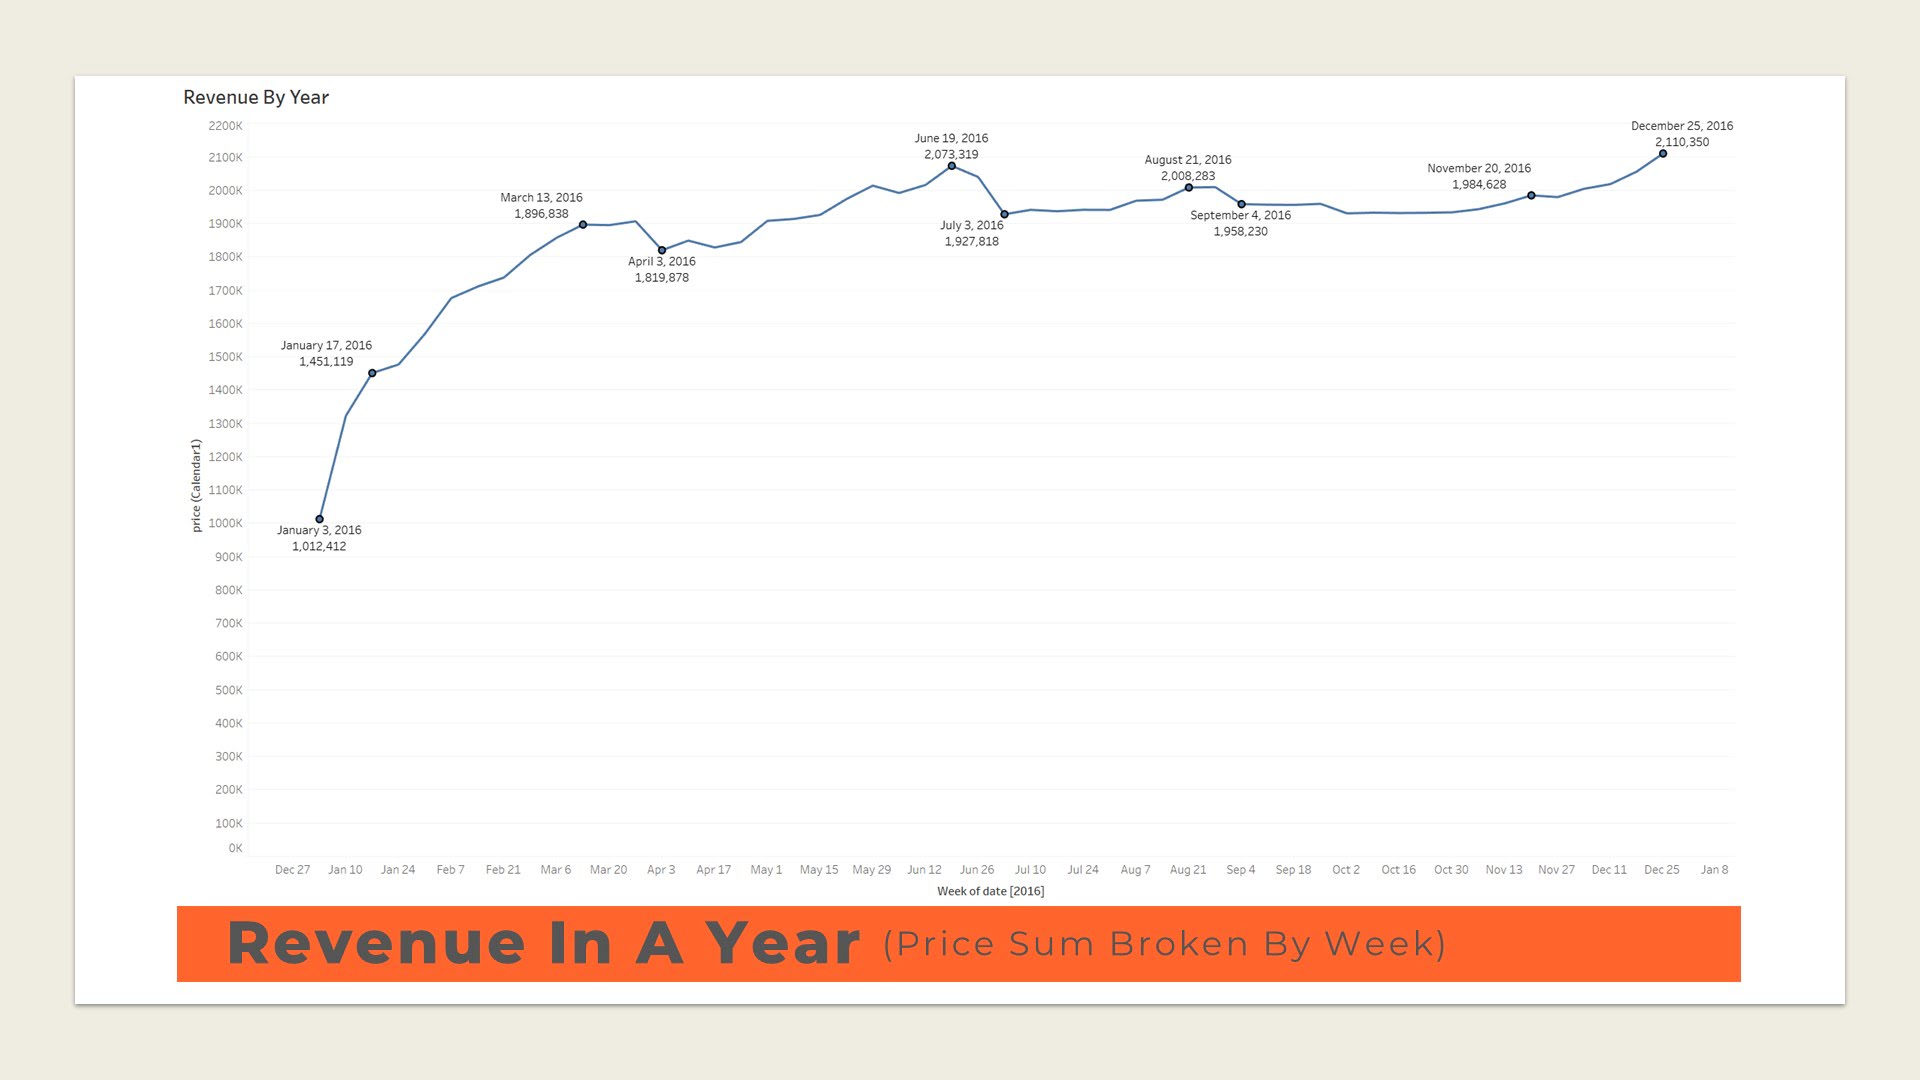 Revenue By Year
2200K
2100K
2000K
1900K
1800K
1700K
1600K
1500K
1400K
1300K
1200K
1100K
1000K
900K
800K
700K
600K
500K
400K
300K
200K
100K
0K
price (Calendar1)
January 3, 2016
1,012,412
January 17, 2016
1,451,119
March 13, 2016
1,896,838
April 3, 2016
1,819,878
June 19, 2016
2,073,319
July 3, 2016
1,927,818
August 21, 2016
2,008,283
September 4, 2016
1,958,230
November 20, 2016
1,984,628
December 25, 2016
2,110,350
Dec 27 Jan 10 Jan 24 Feb 7 Feb 21 Mar 6 Mar 20 Apr 3 Apr 17 May 1 May 15 May 29 Jun 12 Jun 26 Jul 10 Jul 24 Aug 7 Aug 21 Sep 4 Sep 18 Oct 2 Oct 16 Oct 30 Nov 13 Nov 27 Dec 11 Dec 25 Jan 8
Week of date [2016]
Revenue In A Year (Price Sum Broken By Week)